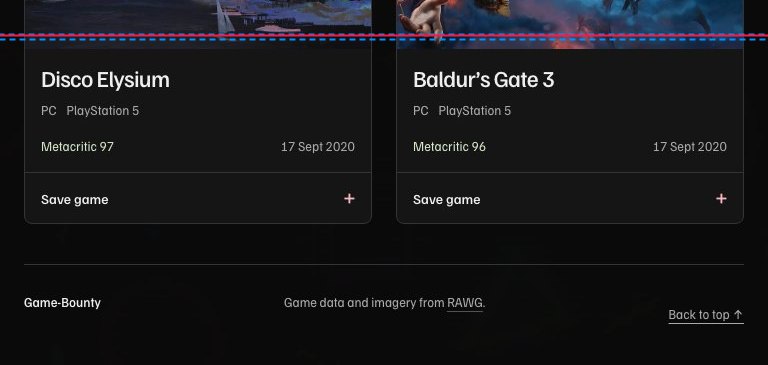 Disco Elysium
PC PlayStation 5
Metacritic 97 17 Sept 2020
Save game +
Baldur’s Gate 3
PC PlayStation 5
Metacritic 96 17 Sept 2020
Save game +
Game-Bounty
Game data and imagery from RAWG.
Back to top ↑